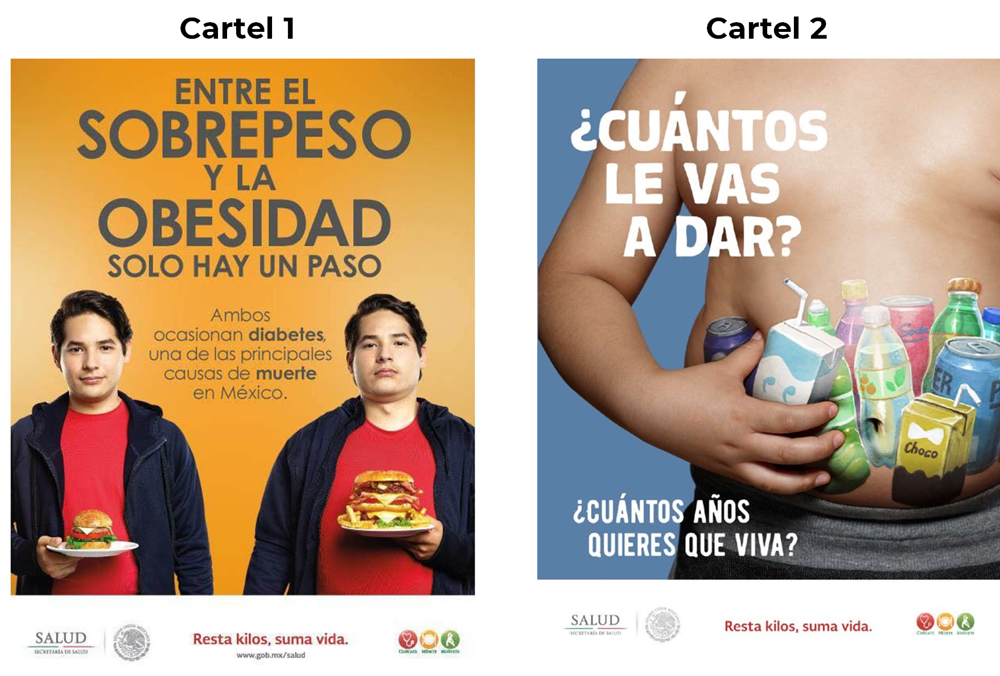 Cartel 1
ENTRE EL
SOBREPESO
Y LA
OBESIDAD
SOLO HAY UN PASO
Ambos
ocasionan diabetes,
una de las principales
causas de muerte
en México.
SALUD
SECRETARÍA DE SALUD
Resta kilos, suma vida.
www.gob.mx/salud
CHÉCATE MÍDETE MUÉVETE
Cartel 2
¿CUÁNTOS
LE VAS
A DAR?
Soda
ER
P
Choco
¿CUÁNTOS AÑOS
QUIERES QUE VIVA?
SALUD
SECRETARÍA DE SALUD
Resta kilos, suma vida.
CHÉCATE MÍDETE MUÉVETE